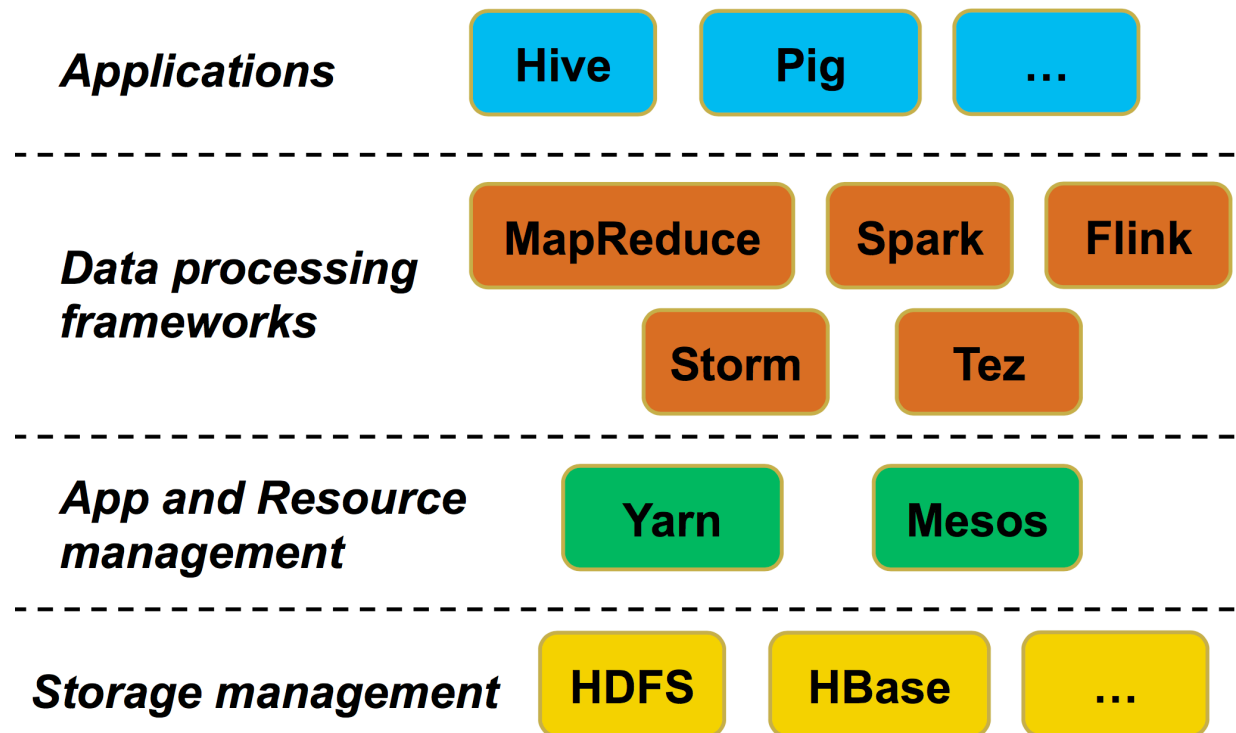 Applications
Hive
Pig
…
Data processing
frameworks
MapReduce
Spark
Flink
Storm
Tez
App and Resource
management
Yarn
Mesos
Storage management
HDFS
HBase
…